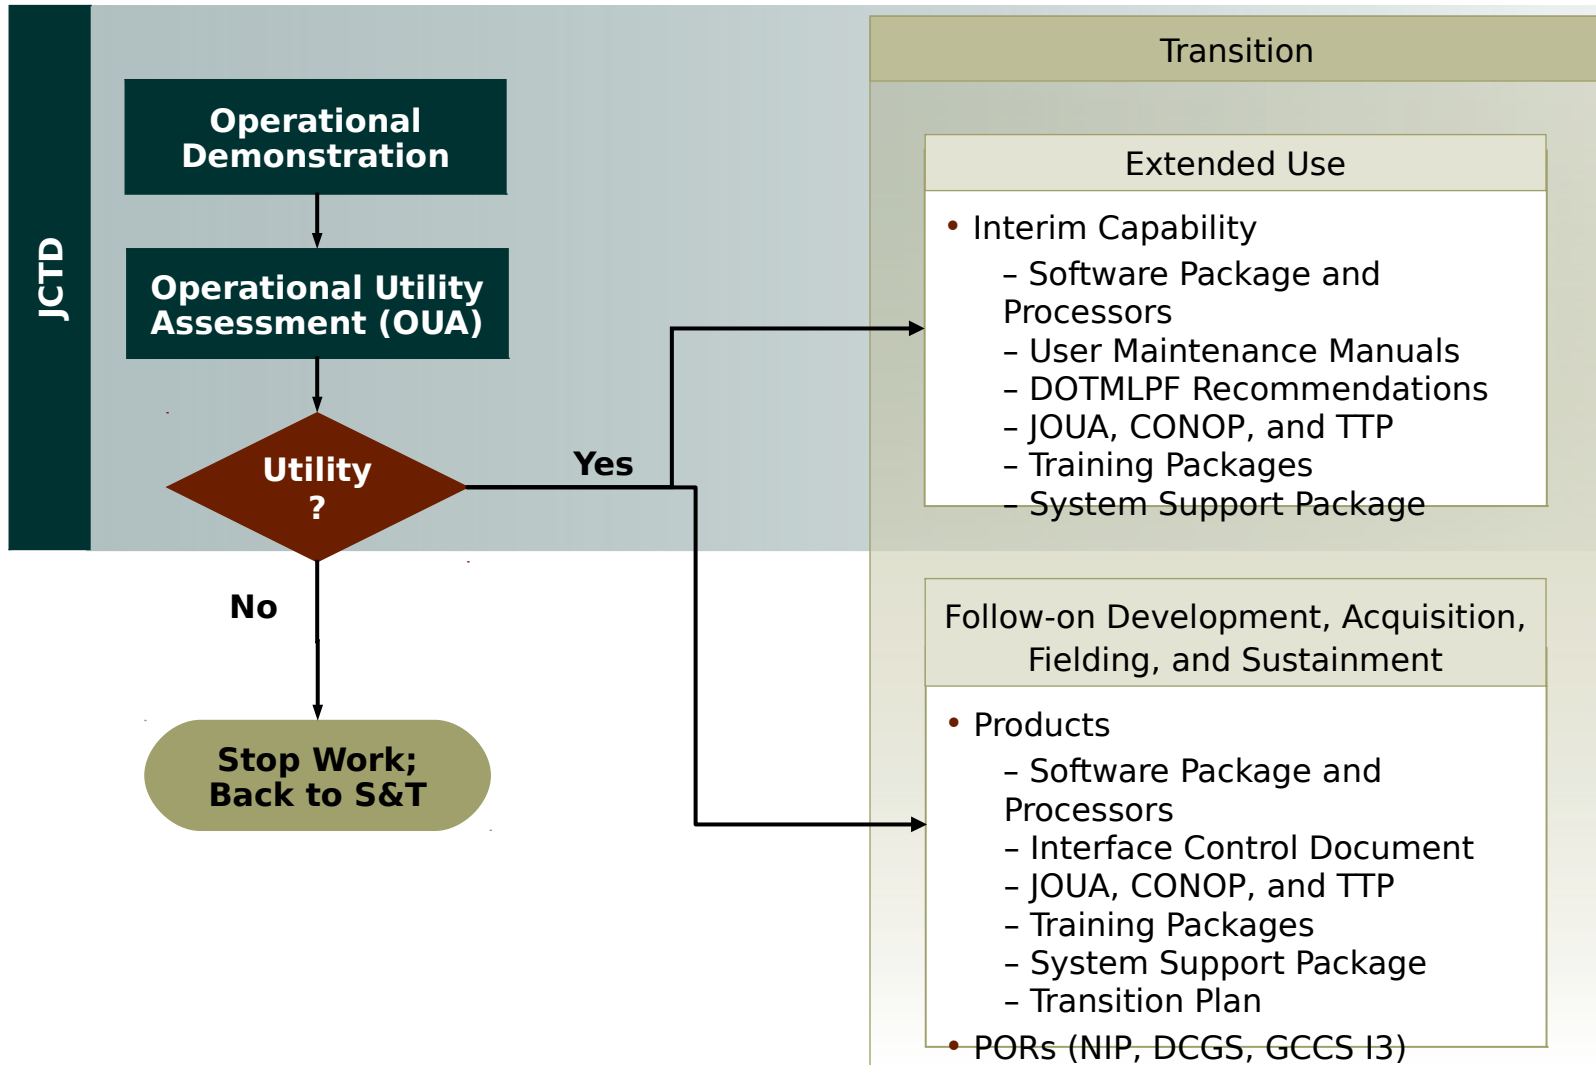 JCTD
Operational
Demonstration
Operational Utility
Assessment (OUA)
Utility
?
Yes
No
Stop Work;
Back to S&T
Transition
Extended Use
• Interim Capability
– Software Package and
Processors
– User Maintenance Manuals
– DOTMLPF Recommendations
– JOUA, CONOP, and TTP
– Training Packages
– System Support Package
Follow-on Development, Acquisition,
Fielding, and Sustainment
• Products
– Software Package and
Processors
– Interface Control Document
– JOUA, CONOP, and TTP
– Training Packages
– System Support Package
– Transition Plan
• PORs (NIP, DCGS, GCCS I3)